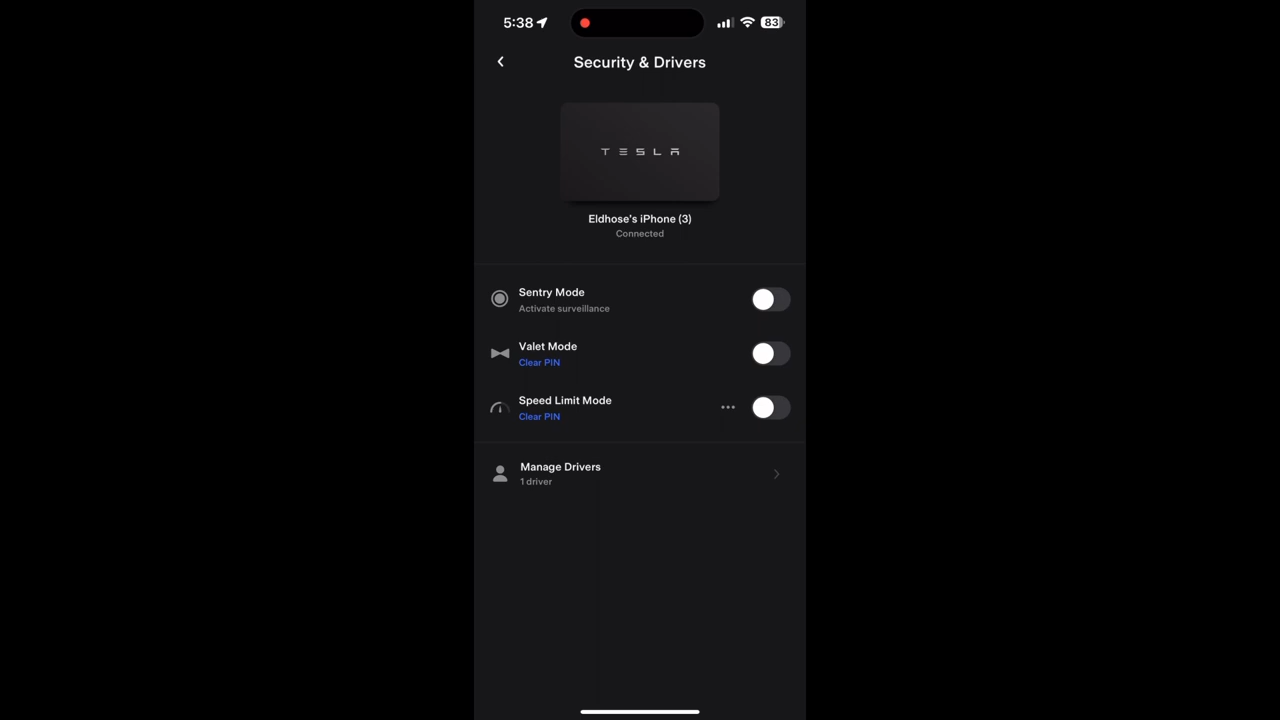 5:38
83
Security & Drivers
TESLA
Eldhose's iPhone (3)
Connected
Sentry Mode
Activate surveillance
Valet Mode
Clear PIN
Speed Limit Mode
Clear PIN
Manage Drivers
1 driver